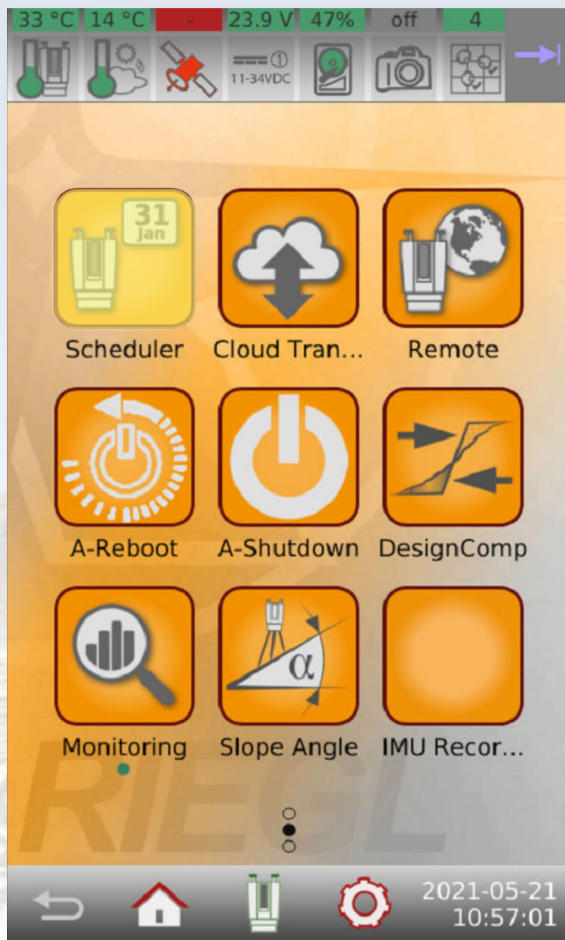 33 °C 14 °C - 23.9 V 47% off 4
11-34VDC
31
Jan
Scheduler Cloud Tran... Remote
A-Reboot A-Shutdown DesignComp
α
Monitoring Slope Angle IMU Recor...
RIEGL
2021-05-21
10:57:01